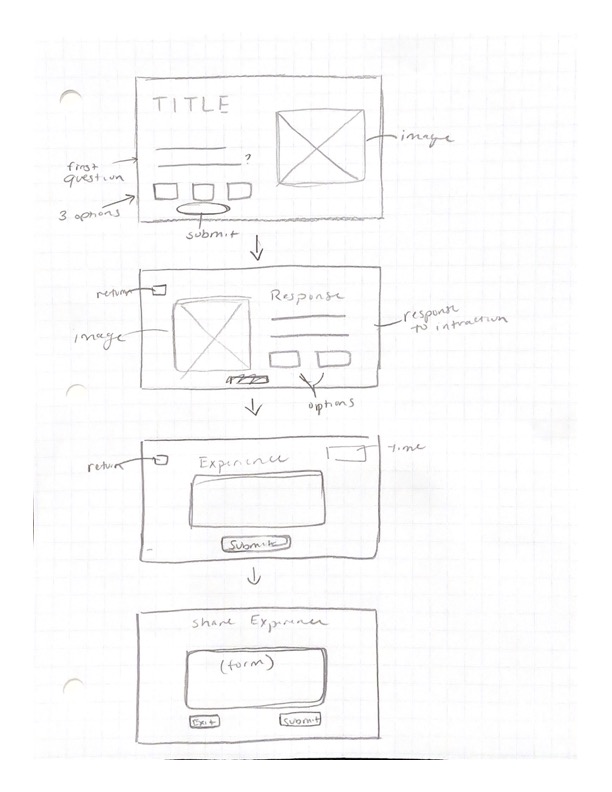 TITLE
image
?
first
question
3 options
submit
return
Response
image
response
to intraction
options
return
Experience
time
Submit
share Experience
(form)
Exit
Submit